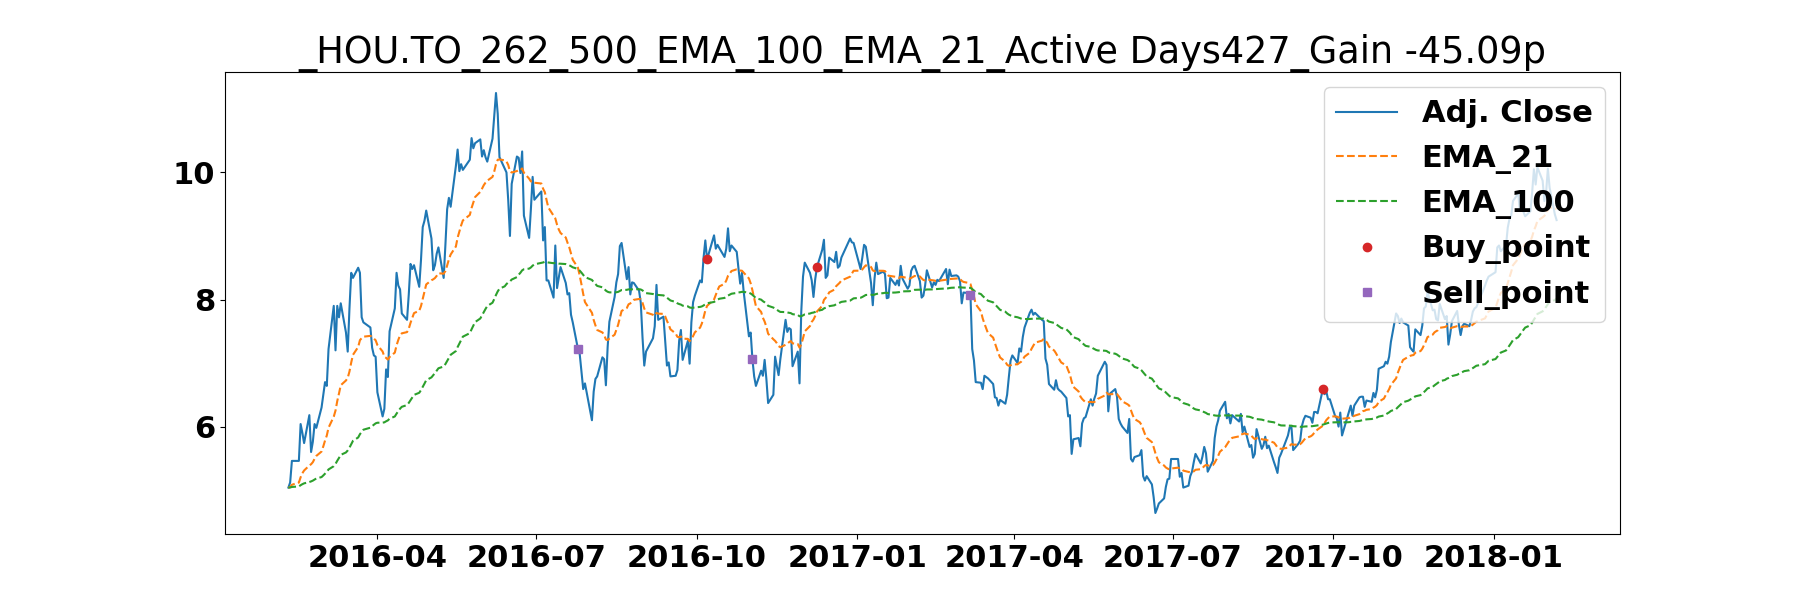 _HOU.TO_262_500_EMA_100_EMA_21_Active Days427_Gain -45.09p
Adj. Close
EMA_21
EMA_100
Buy_point
Sell_point
10
8
6
2016-04 2016-07 2016-10 2017-01 2017-04 2017-07 2017-10 2018-01